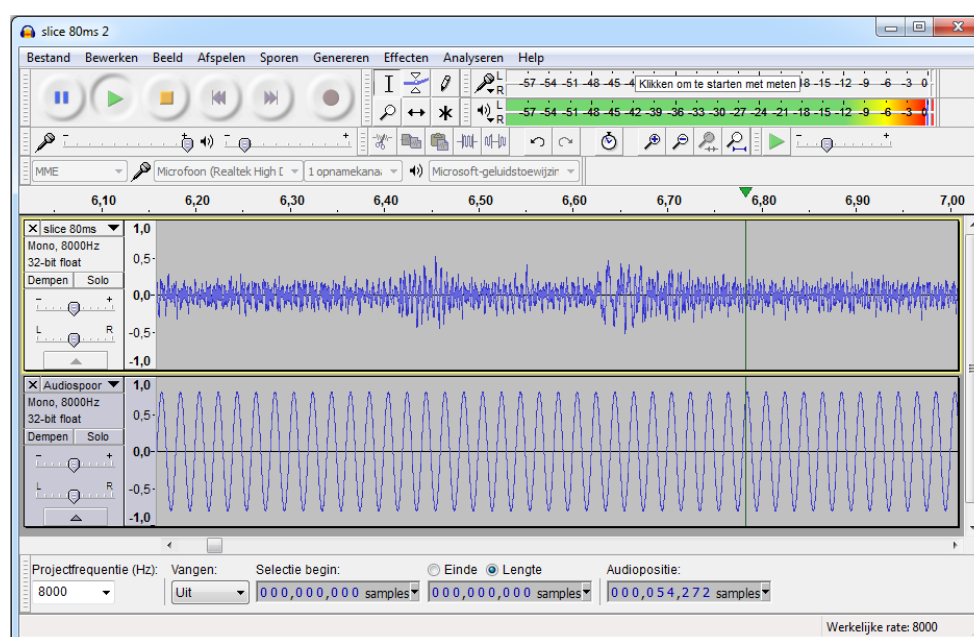 slice 80ms 2
Bestand Bewerken Beeld Afspelen Sporen Genereren Effecten Analyseren Help
L R -57 -54 -51 -48 -45 -4 Klikken om te starten met meten 18 -15 -12 -9 -6 -3 0
L R -57 -54 -51 -48 -45 -42 -39 -36 -33 -30 -27 -24 -21 -18 -15 -12 -9 -6 -3 0
- + - + - +
MME Microfoon (Realtek High D 1 opnamekana Microsoft-geluidstoewijzir
6,10 6,20 6,30 6,40 6,50 6,60 6,70 6,80 6,90 7,00
X slice 80ms
Mono, 8000Hz
32-bit float
Dempen Solo
- +
L R
1,0
0,5-
0,0-
-0,5-
-1,0
X Audiospoor
Mono, 8000Hz
32-bit float
Dempen Solo
- +
L R
1,0
0,5-
0,0-
-0,5-
-1,0
Projectfrequentie (Hz): Vangen: Selectie begin: Einde Lengte Audiopositie:
8000 Uit 000,000,000 samples 000,000,000 samples 000,054,272 samples
Werkelijke rate: 8000